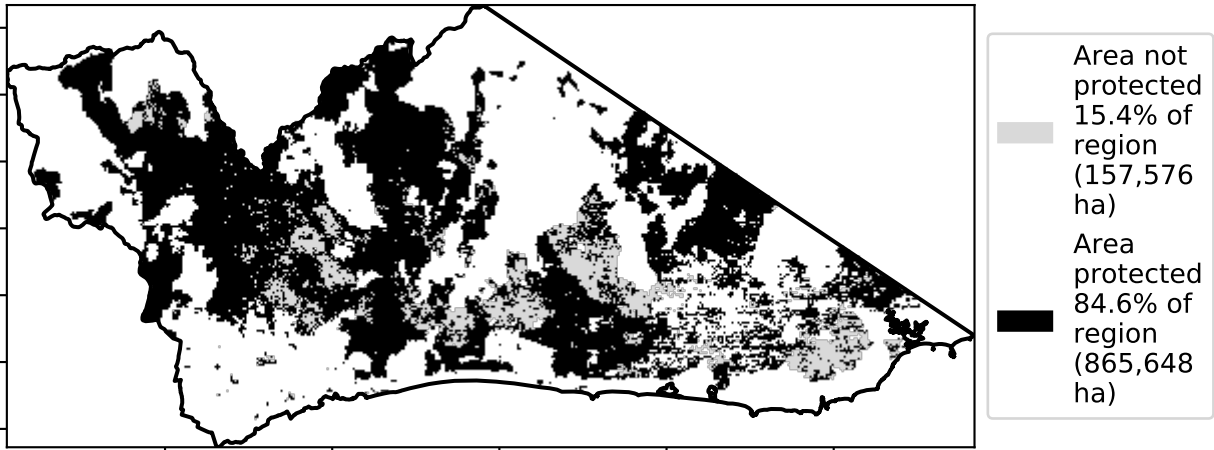 Area not
protected
15.4% of
region
(157,576
ha)
Area
protected
84.6% of
region
(865,648
ha)